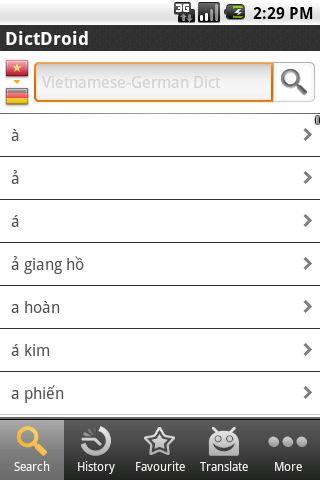 3G 2:29 PM
DictDroid
Vietnamese-German Dict
à
ả
á
ả giang hồ
a hoàn
á kim
a phiến
Search History Favourite Translate More